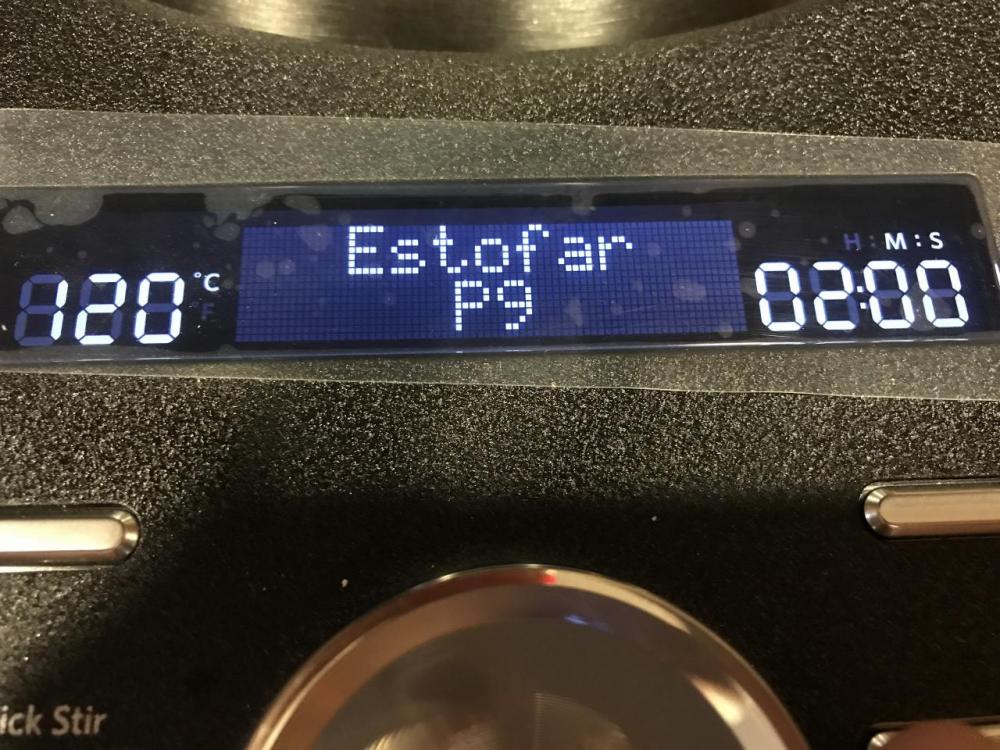 Estofar
P9
120 °C
F
H : M : S
02:00
ick Stir